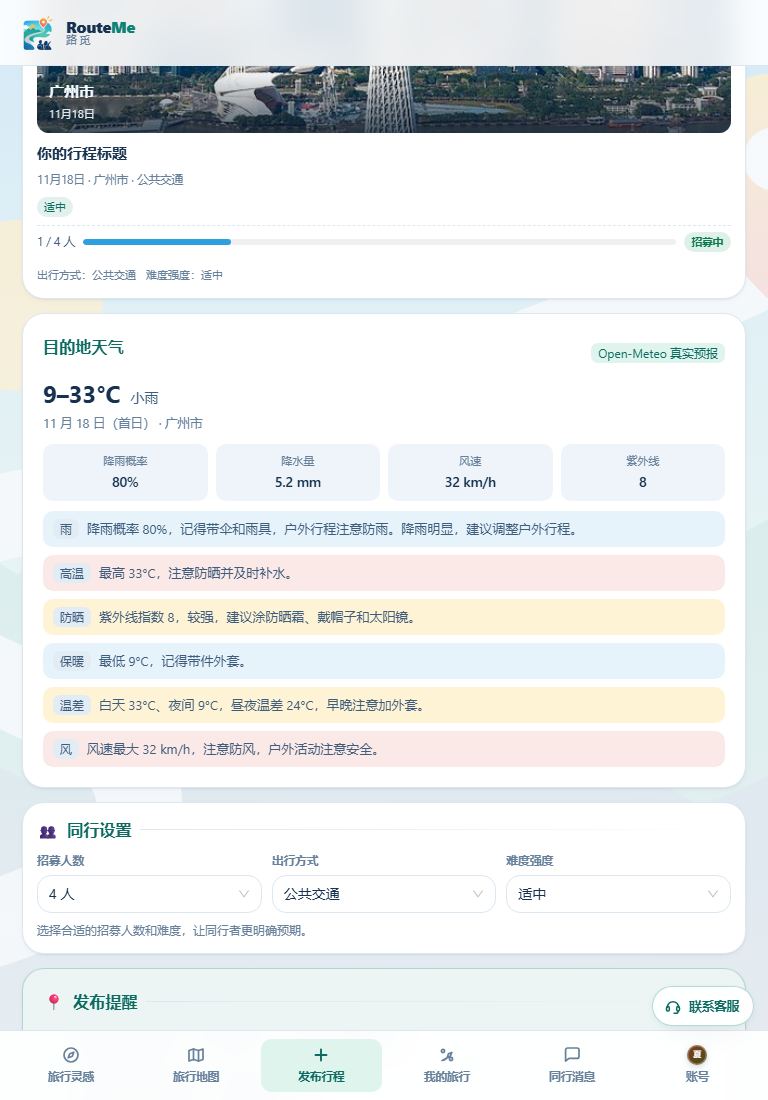 RouteMe
路觅
广州市
11月18日
你的行程标题
11月18日 · 广州市 · 公共交通
适中
1 / 4 人
招募中
出行方式：公共交通 难度强度：适中
目的地天气
Open-Meteo 真实预报
9–33°C 小雨
11 月 18 日（首日） · 广州市
降雨概率
80%
降水量
5.2 mm
风速
32 km/h
紫外线
8
雨 降雨概率 80%，记得带伞和雨具，户外行程注意防雨。降雨明显，建议调整户外行程。
高温 最高 33°C，注意防晒并及时补水。
防晒 紫外线指数 8，较强，建议涂防晒霜、戴帽子和太阳镜。
保暖 最低 9°C，记得带件外套。
温差 白天 33°C、夜间 9°C，昼夜温差 24°C，早晚注意加外套。
风 风速最大 32 km/h，注意防风，户外活动注意安全。
同行设置
招募人数 出行方式 难度强度
4 人 公共交通 适中
选择合适的招募人数和难度，让同行者更明确预期。
发布提醒
联系客服
旅行灵感 旅行地图 发布行程 我的旅行 同行消息 账号